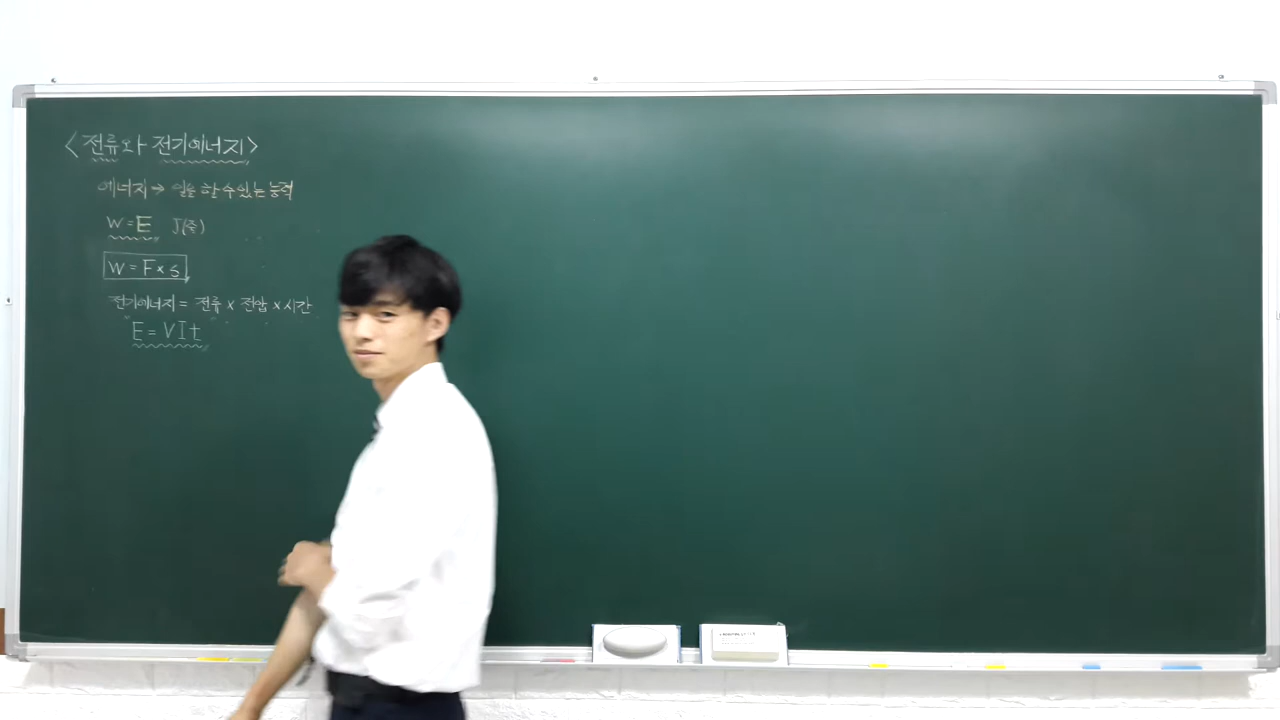 <전류와 전기에너지>
에너지→ 일을 할 수 있는 능력
W=E J(줄)
W=F×s
전기에너지 = 전류 × 전압 × 시간
E=VIt